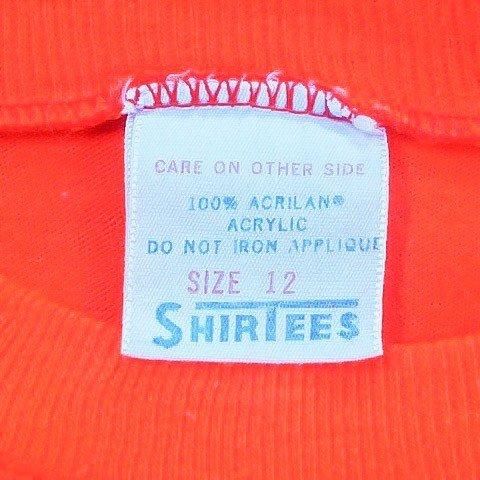 CARE ON OTHER SIDE
100% ACRILAN®
ACRYLIC
DO NOT IRON APPLIQUE
SIZE 12
SHIRTEES